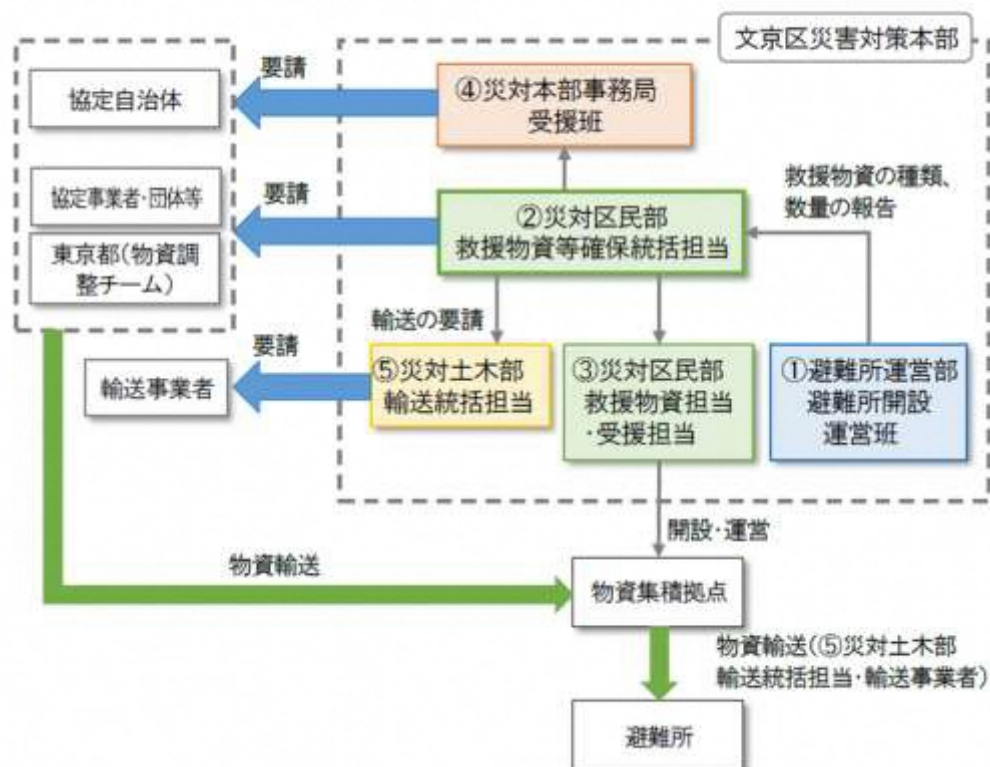 文京区災害対策本部
協定自治体
要請
④災対本部事務局
受援班
協定事業者・団体等
要請
②災対区民部
救援物資等確保統括担当
救援物資の種類、
数量の報告
東京都(物資調
整チーム)
輸送の要請
輸送事業者
要請
⑤災対土木部
輸送統括担当
③災対区民部
救援物資担当
・受援担当
①避難所運営部
避難所開設
運営班
開設・運営
物資輸送
物資集積拠点
物資輸送(⑤災対土木部
輸送統括担当・輸送事業者)
避難所